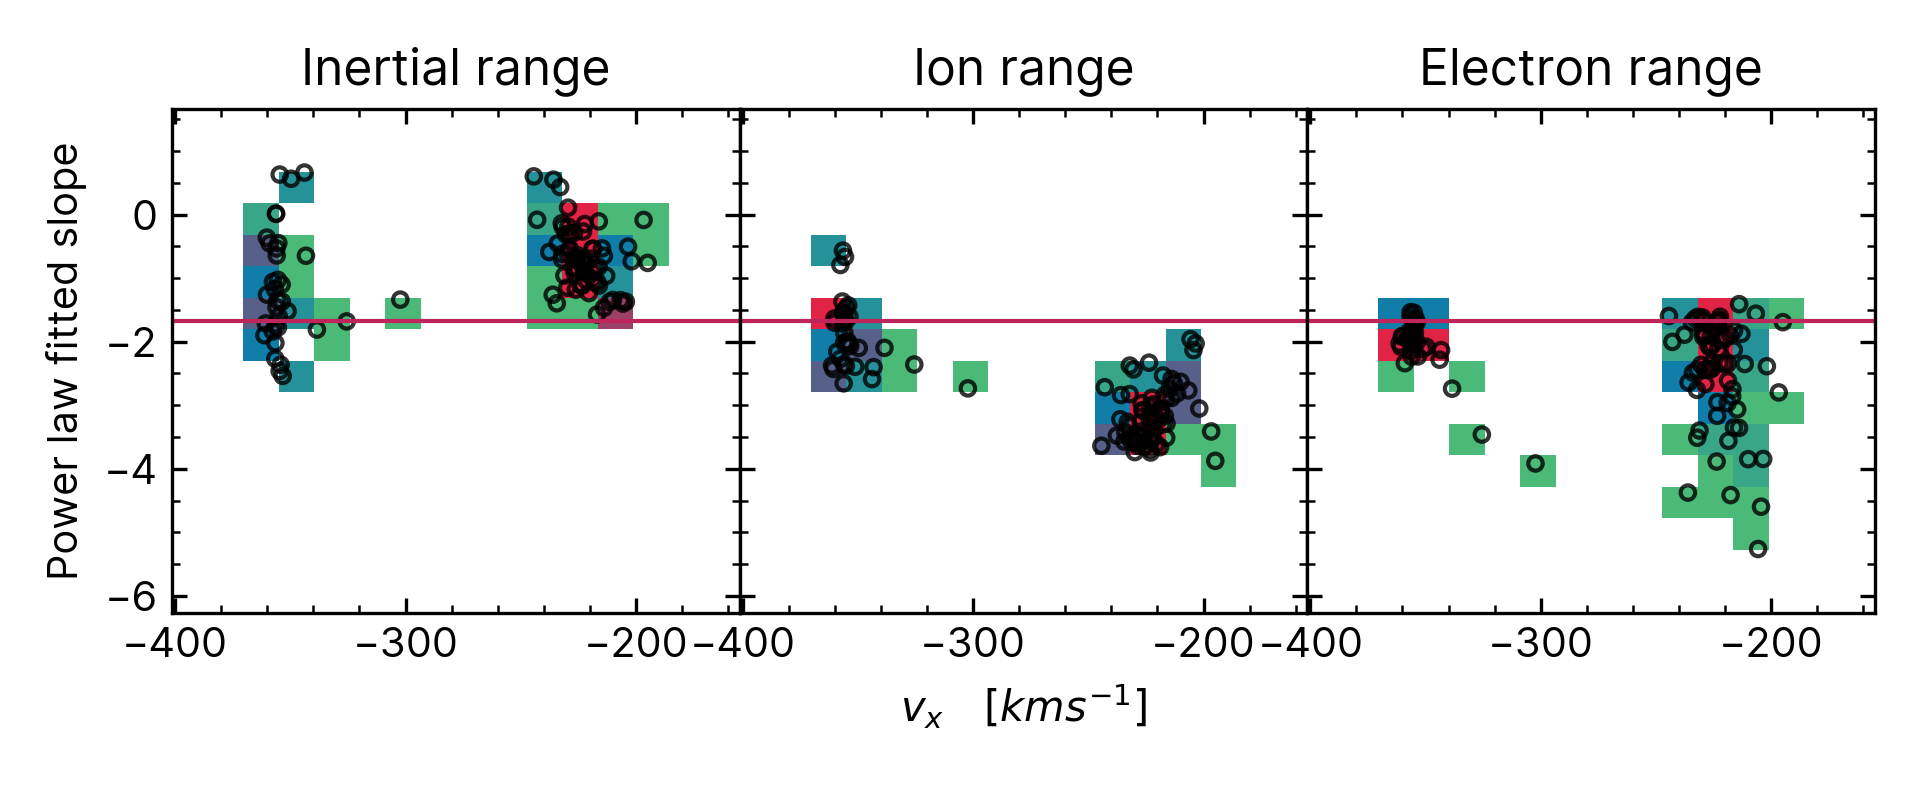 Inertial range Ion range Electron range
Power law fitted slope
0
−2
−4
−6
−400 −300 −200 −400 −300 −200 −400 −300 −200
vₓ [kms⁻¹]